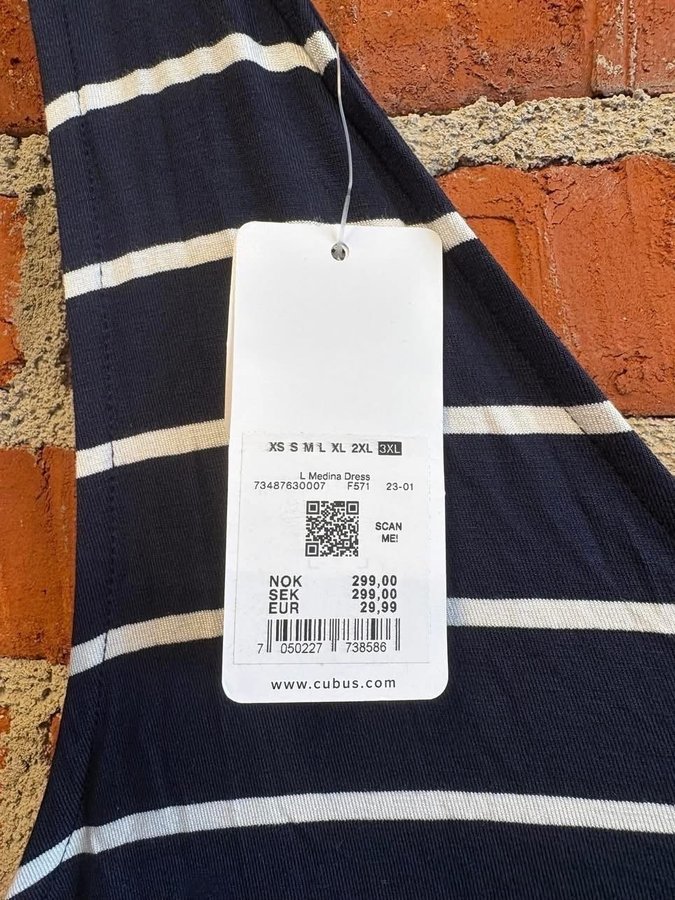 XS S M L XL 2XL 3XL
L Medina Dress
73487630007 F571 23-01
SCAN
ME!
NOK 299,00
SEK 299,00
EUR 29,99
7 050227 738586
www.cubus.com